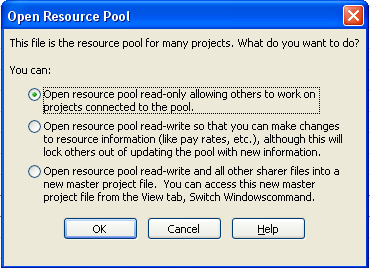 Open Resource Pool
This file is the resource pool for many projects. What do you want to do?
You can:
Open resource pool read-only allowing others to work on
projects connected to the pool.
Open resource pool read-write so that you can make changes
to resource information (like pay rates, etc.), although this will
lock others out of updating the pool with new information.
Open resource pool read-write and all other sharer files into a
new master project file.  You can access this new master
project file from the View tab, Switch Windowscommand.
OK
Cancel
Help